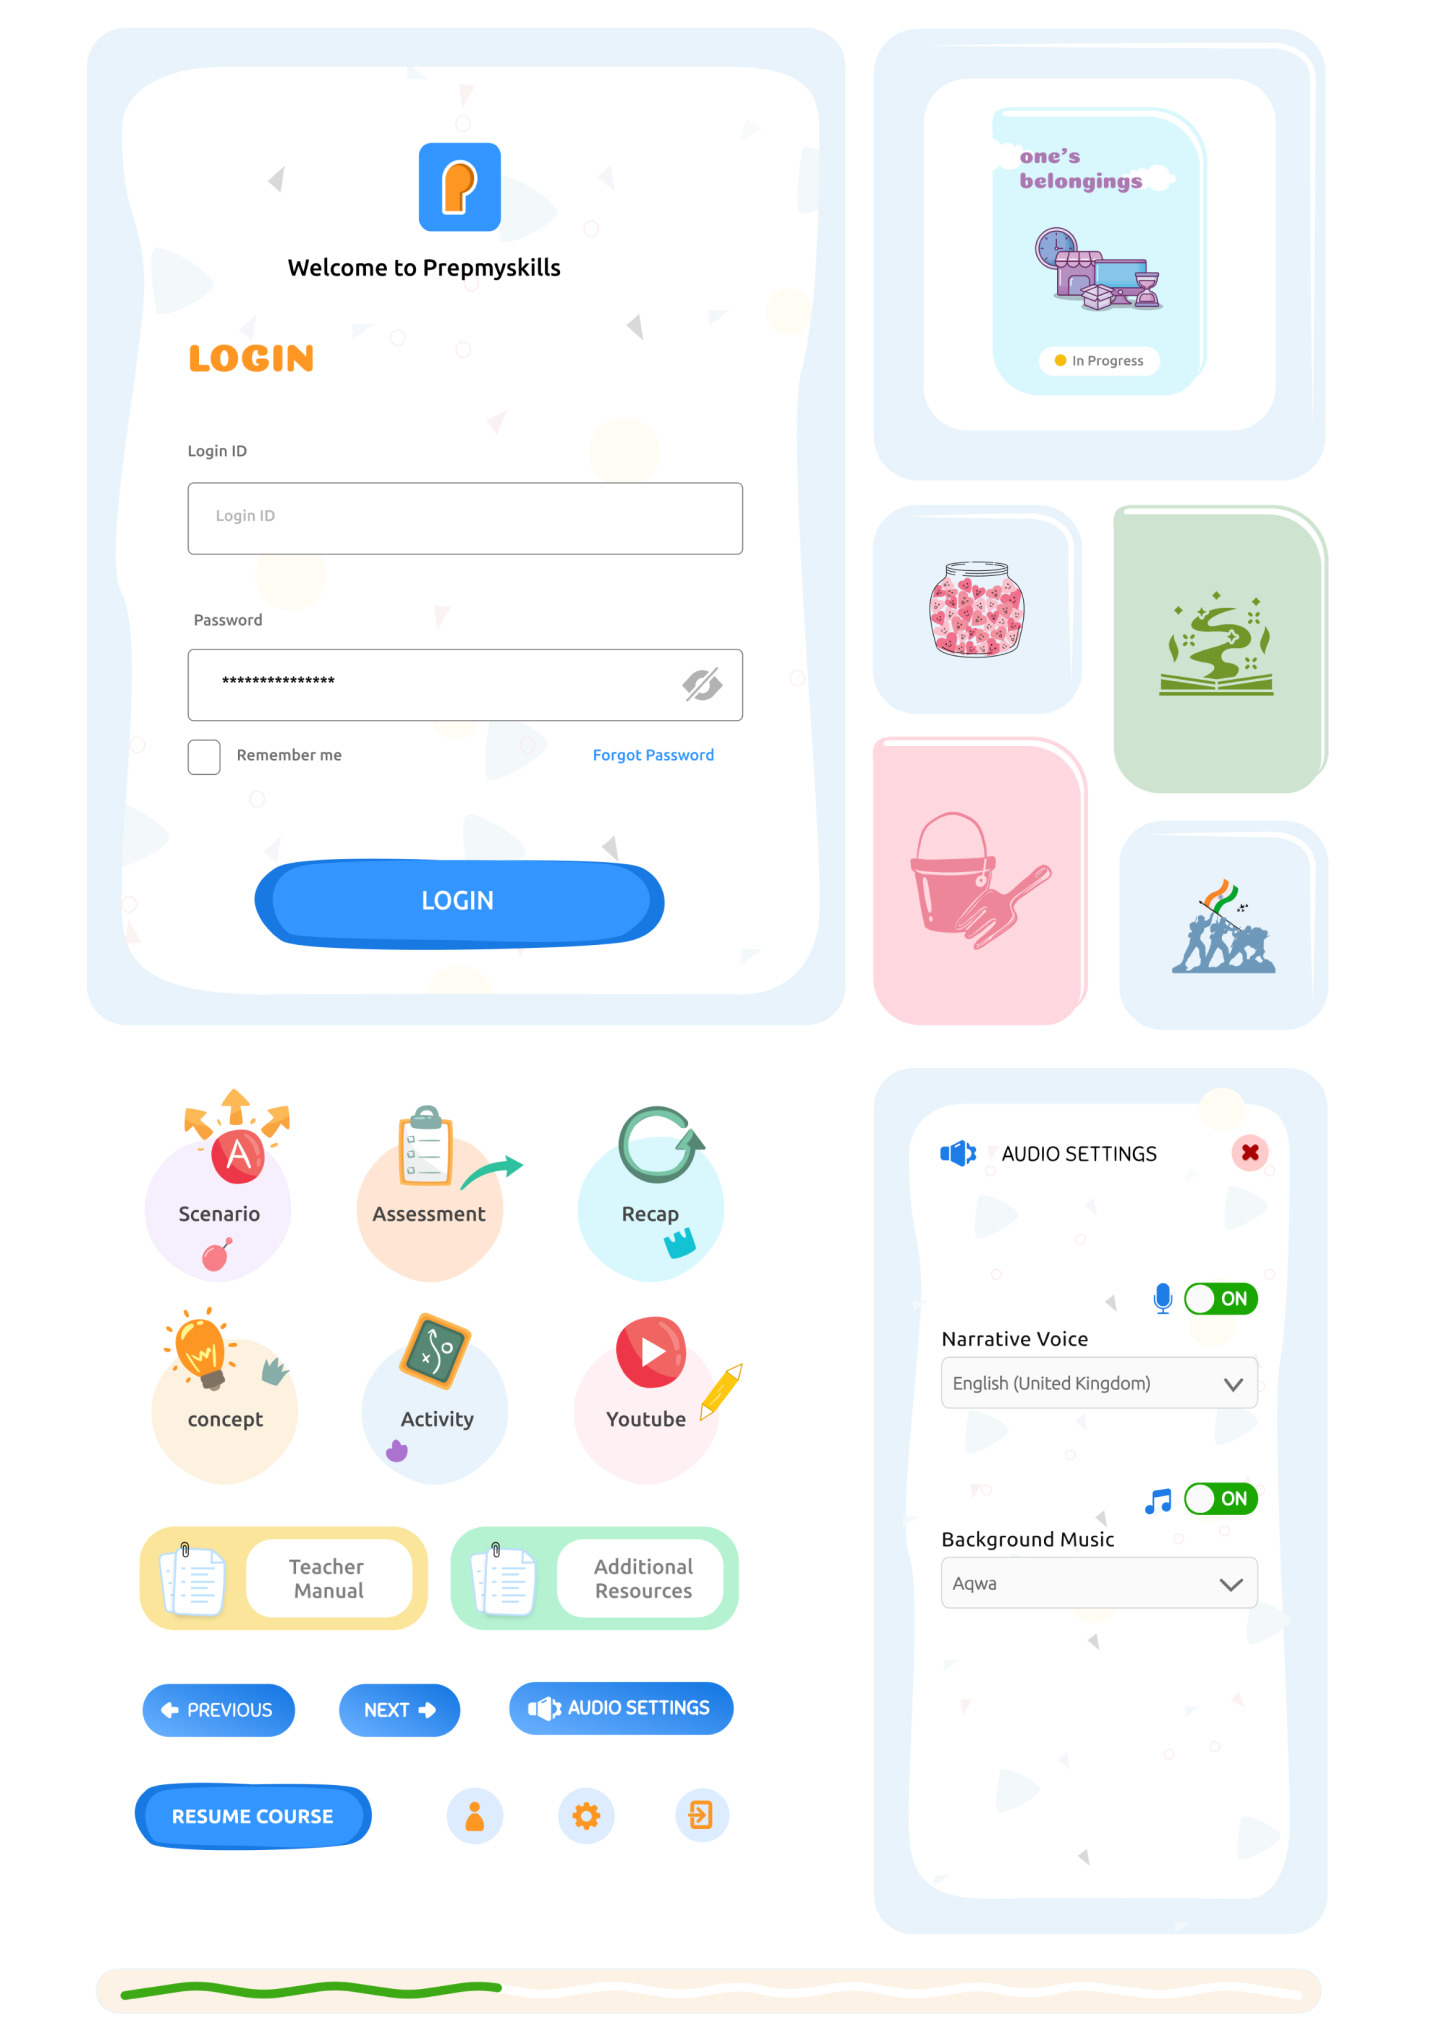 Welcome to Prepmyskills
LOGIN
Login ID
Login ID
Password
***************
Remember me
Forgot Password
LOGIN
one's
belongings
In Progress
A
Scenario
Assessment
Recap
concept
Activity
Youtube
Teacher
Manual
Additional
Resources
PREVIOUS
NEXT
AUDIO SETTINGS
RESUME COURSE
AUDIO SETTINGS
ON
Narrative Voice
English (United Kingdom)
ON
Background Music
Aqwa